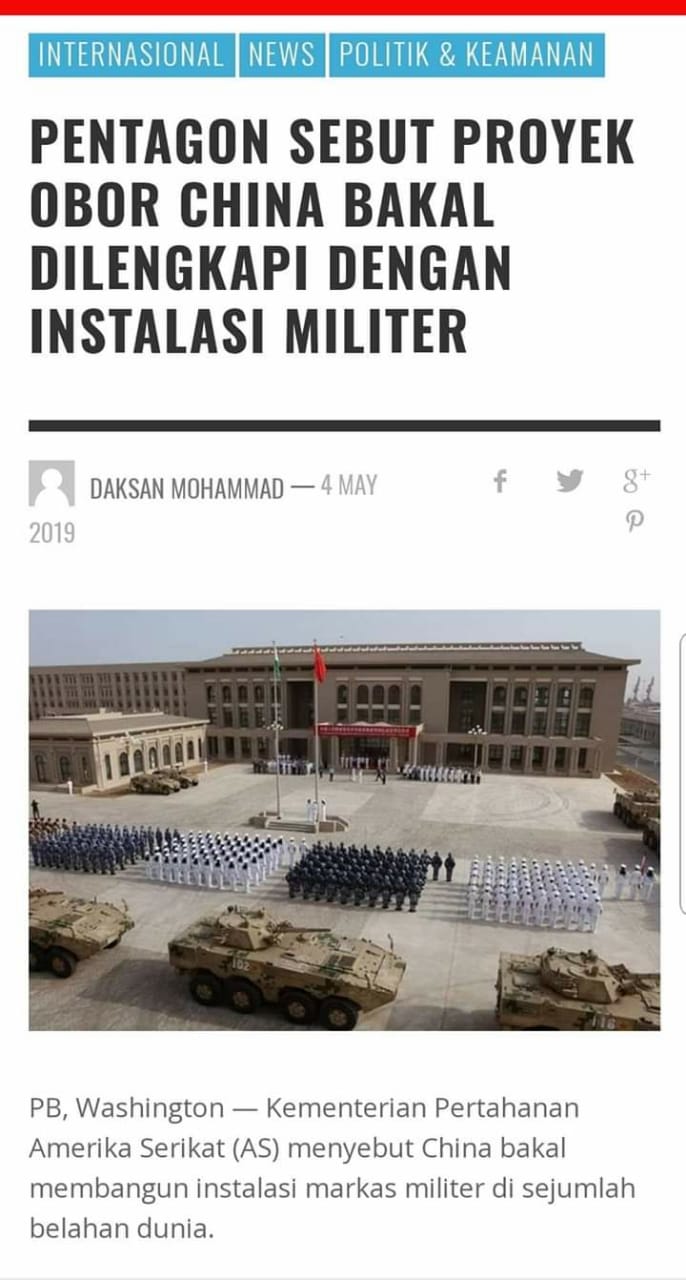 INTERNASIONAL NEWS POLITIK & KEAMANAN
PENTAGON SEBUT PROYEK
OBOR CHINA BAKAL
DILENGKAPI DENGAN
INSTALASI MILITER
DAKSAN MOHAMMAD — 4 MAY
2019
102
PB, Washington — Kementerian Pertahanan
Amerika Serikat (AS) menyebut China bakal
membangun instalasi markas militer di sejumlah
belahan dunia.